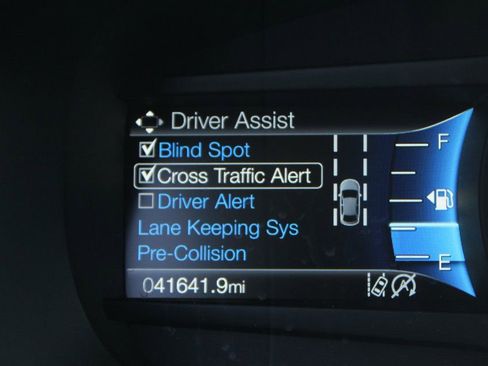 Driver Assist
Blind Spot
Cross Traffic Alert
Driver Alert
Lane Keeping Sys
Pre-Collision
041641.9mi
F
E